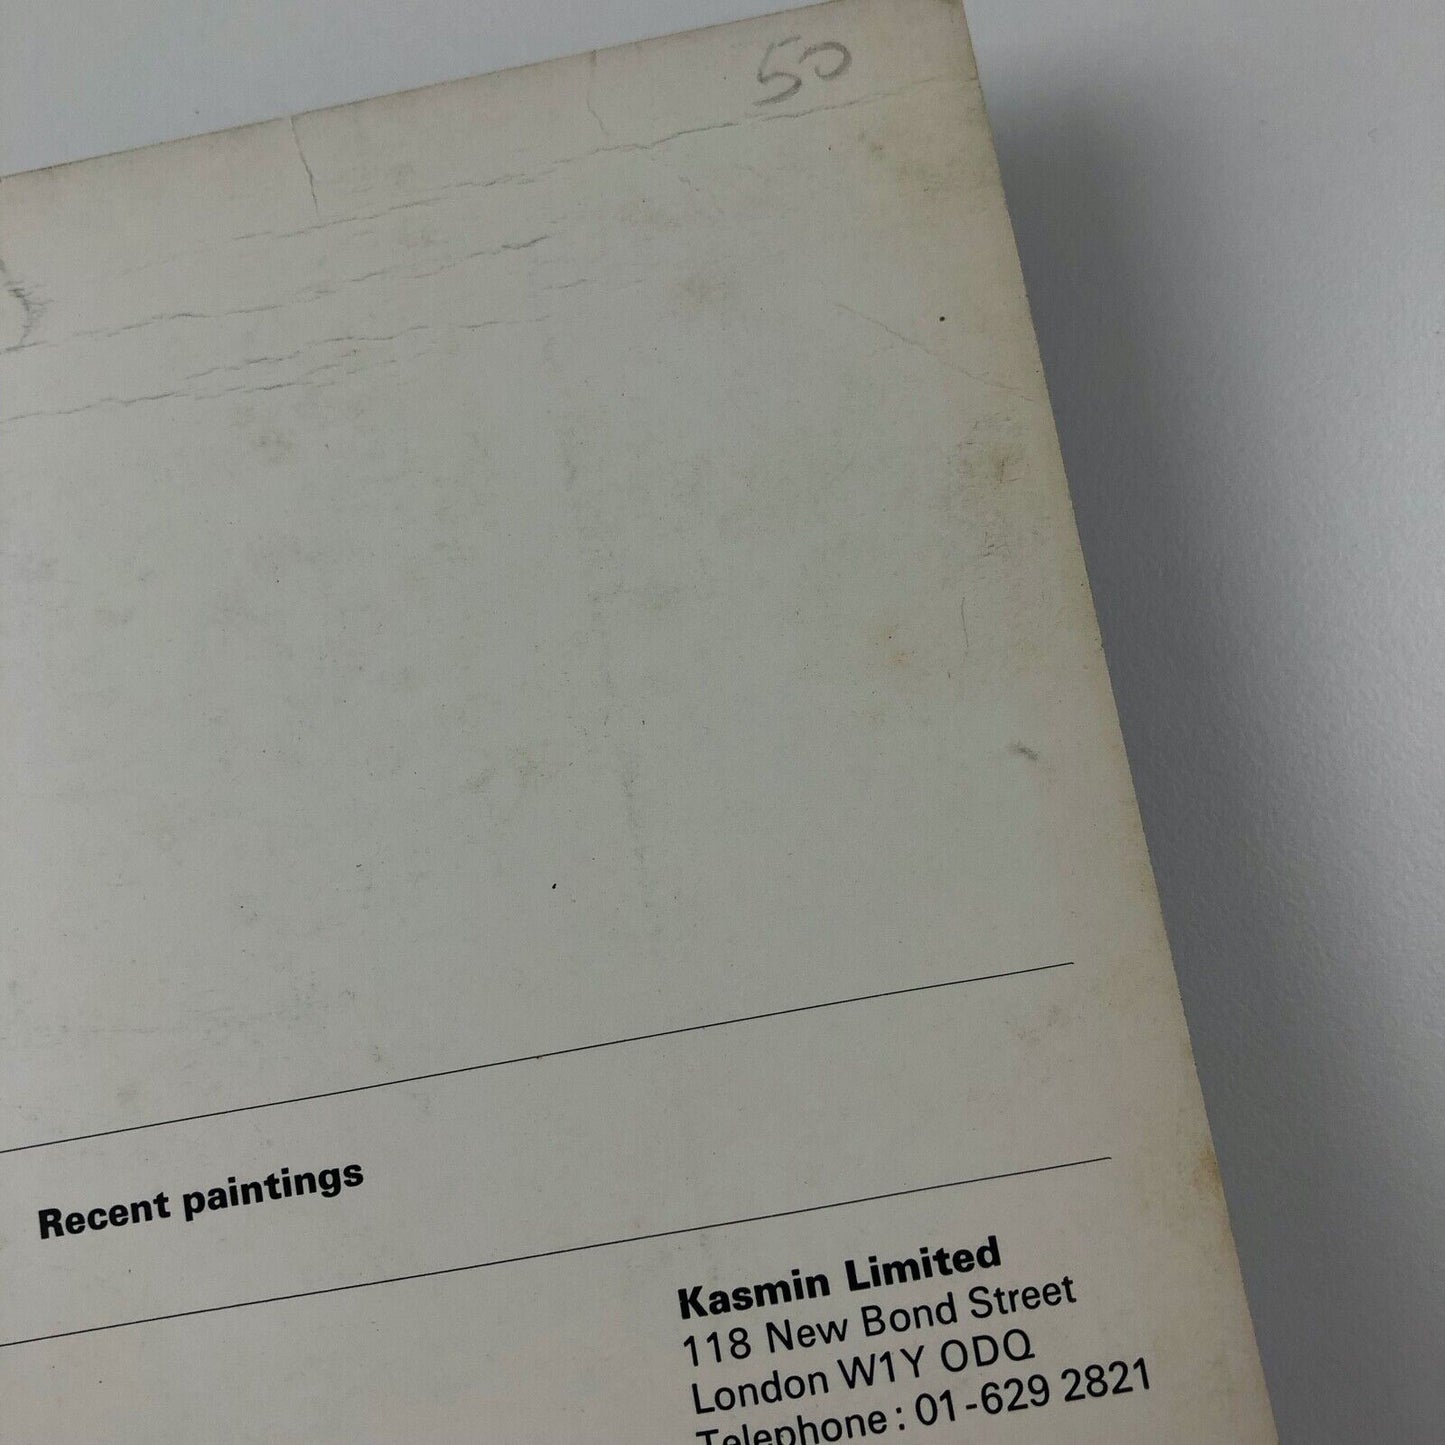 50
Recent paintings
Kasmin Limited
118 New Bond Street
London W1Y ODQ
Telephone: 01-629 2821